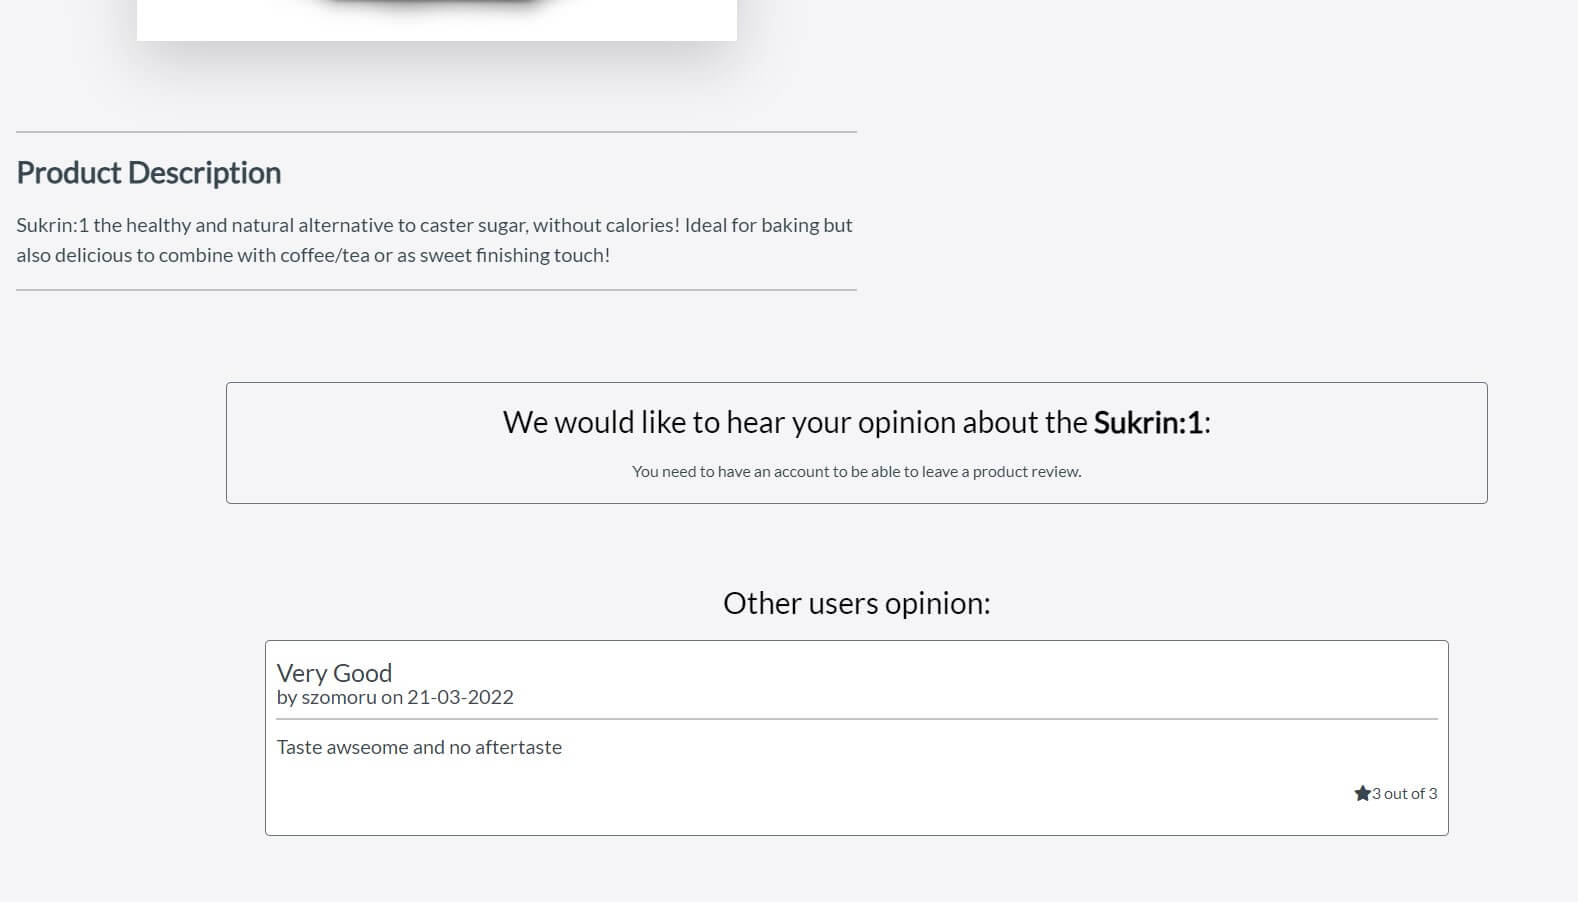 Product Description
Sukrin:1 the healthy and natural alternative to caster sugar, without calories! Ideal for baking but
also delicious to combine with coffee/tea or as sweet finishing touch!
We would like to hear your opinion about the Sukrin:1:
You need to have an account to be able to leave a product review.
Other users opinion:
Very Good
by szomoru on 21-03-2022
Taste awseome and no aftertaste
3 out of 3